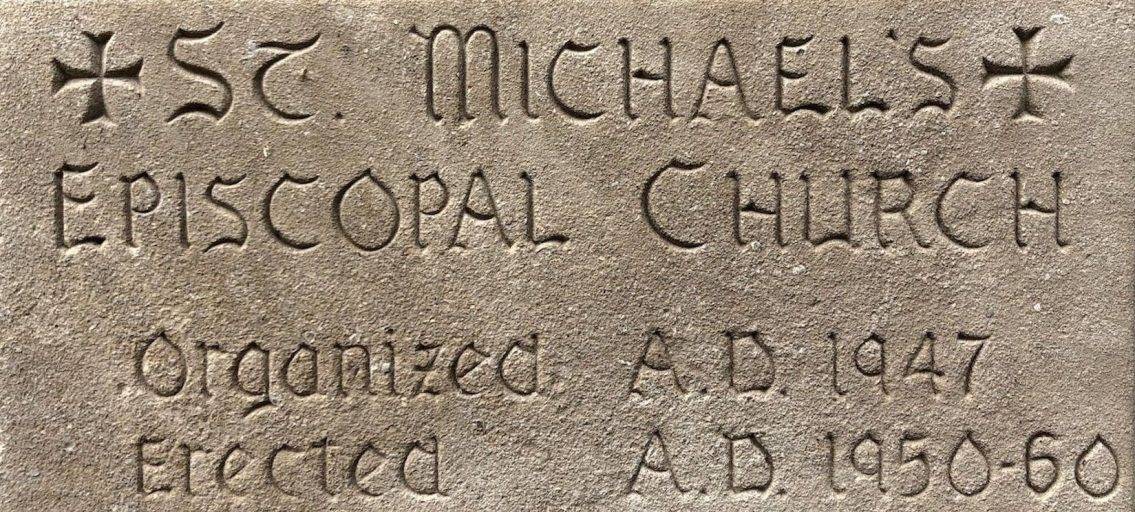 ✠ St. Michael's ✠
Episcopal Church
Organized A.D. 1947
Erected A.D. 1950-60